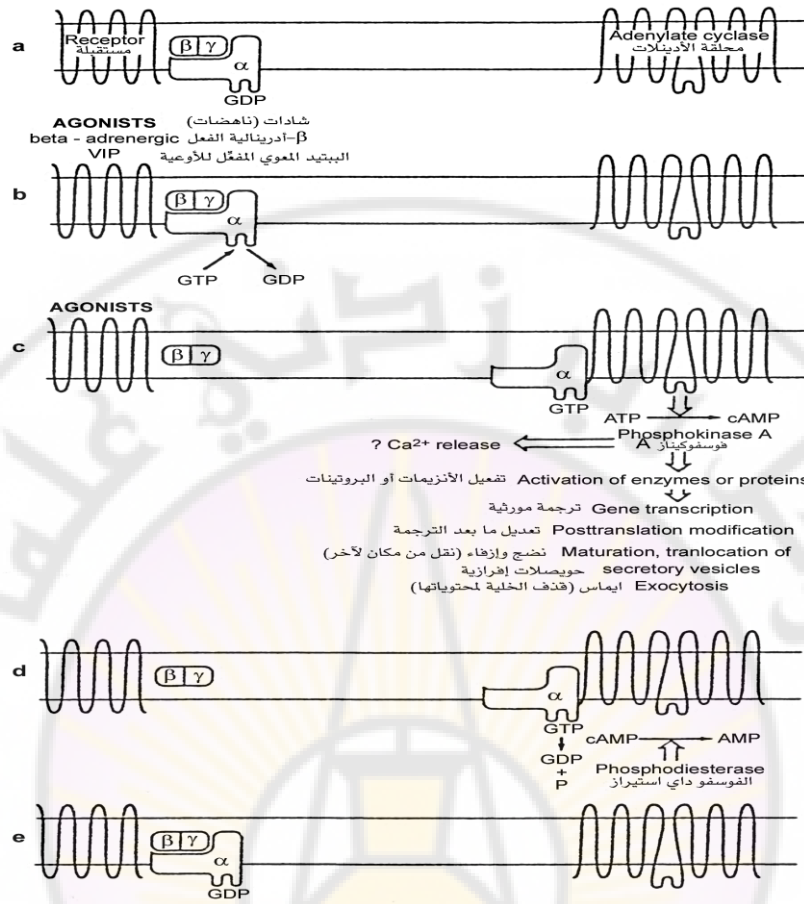 a
Receptor
مستقبلة
β γ
α
GDP
Adenylate cyclase
محلقة الأدينلات
AGONISTS شادات (ناهضات)
beta - adrenergic β-أدرينالية الفعل
VIP الببتيد المعوي المفعّل للأوعية
b
β γ
α
GTP GDP
AGONISTS
c
β γ
α
GTP
ATP cAMP
Phosphokinase A
فوسفوكيناز A
? Ca²⁺ release
تفعيل الأنزيمات أو البروتينات Activation of enzymes or proteins
ترجمة مورثية Gene transcription
تعديل ما بعد الترجمة Posttranslation modification
نضج وإزفاء (نقل من مكان لآخر) Maturation, tranlocation of
حويصلات إفرازية secretory vesicles
ايماس (قذف الخلية لمحتوياتها) Exocytosis
d
β γ
α
GTP
GDP
+
P
cAMP AMP
Phosphodiesterase
الفوسفو داي استيراز
e
β γ
α
GDP